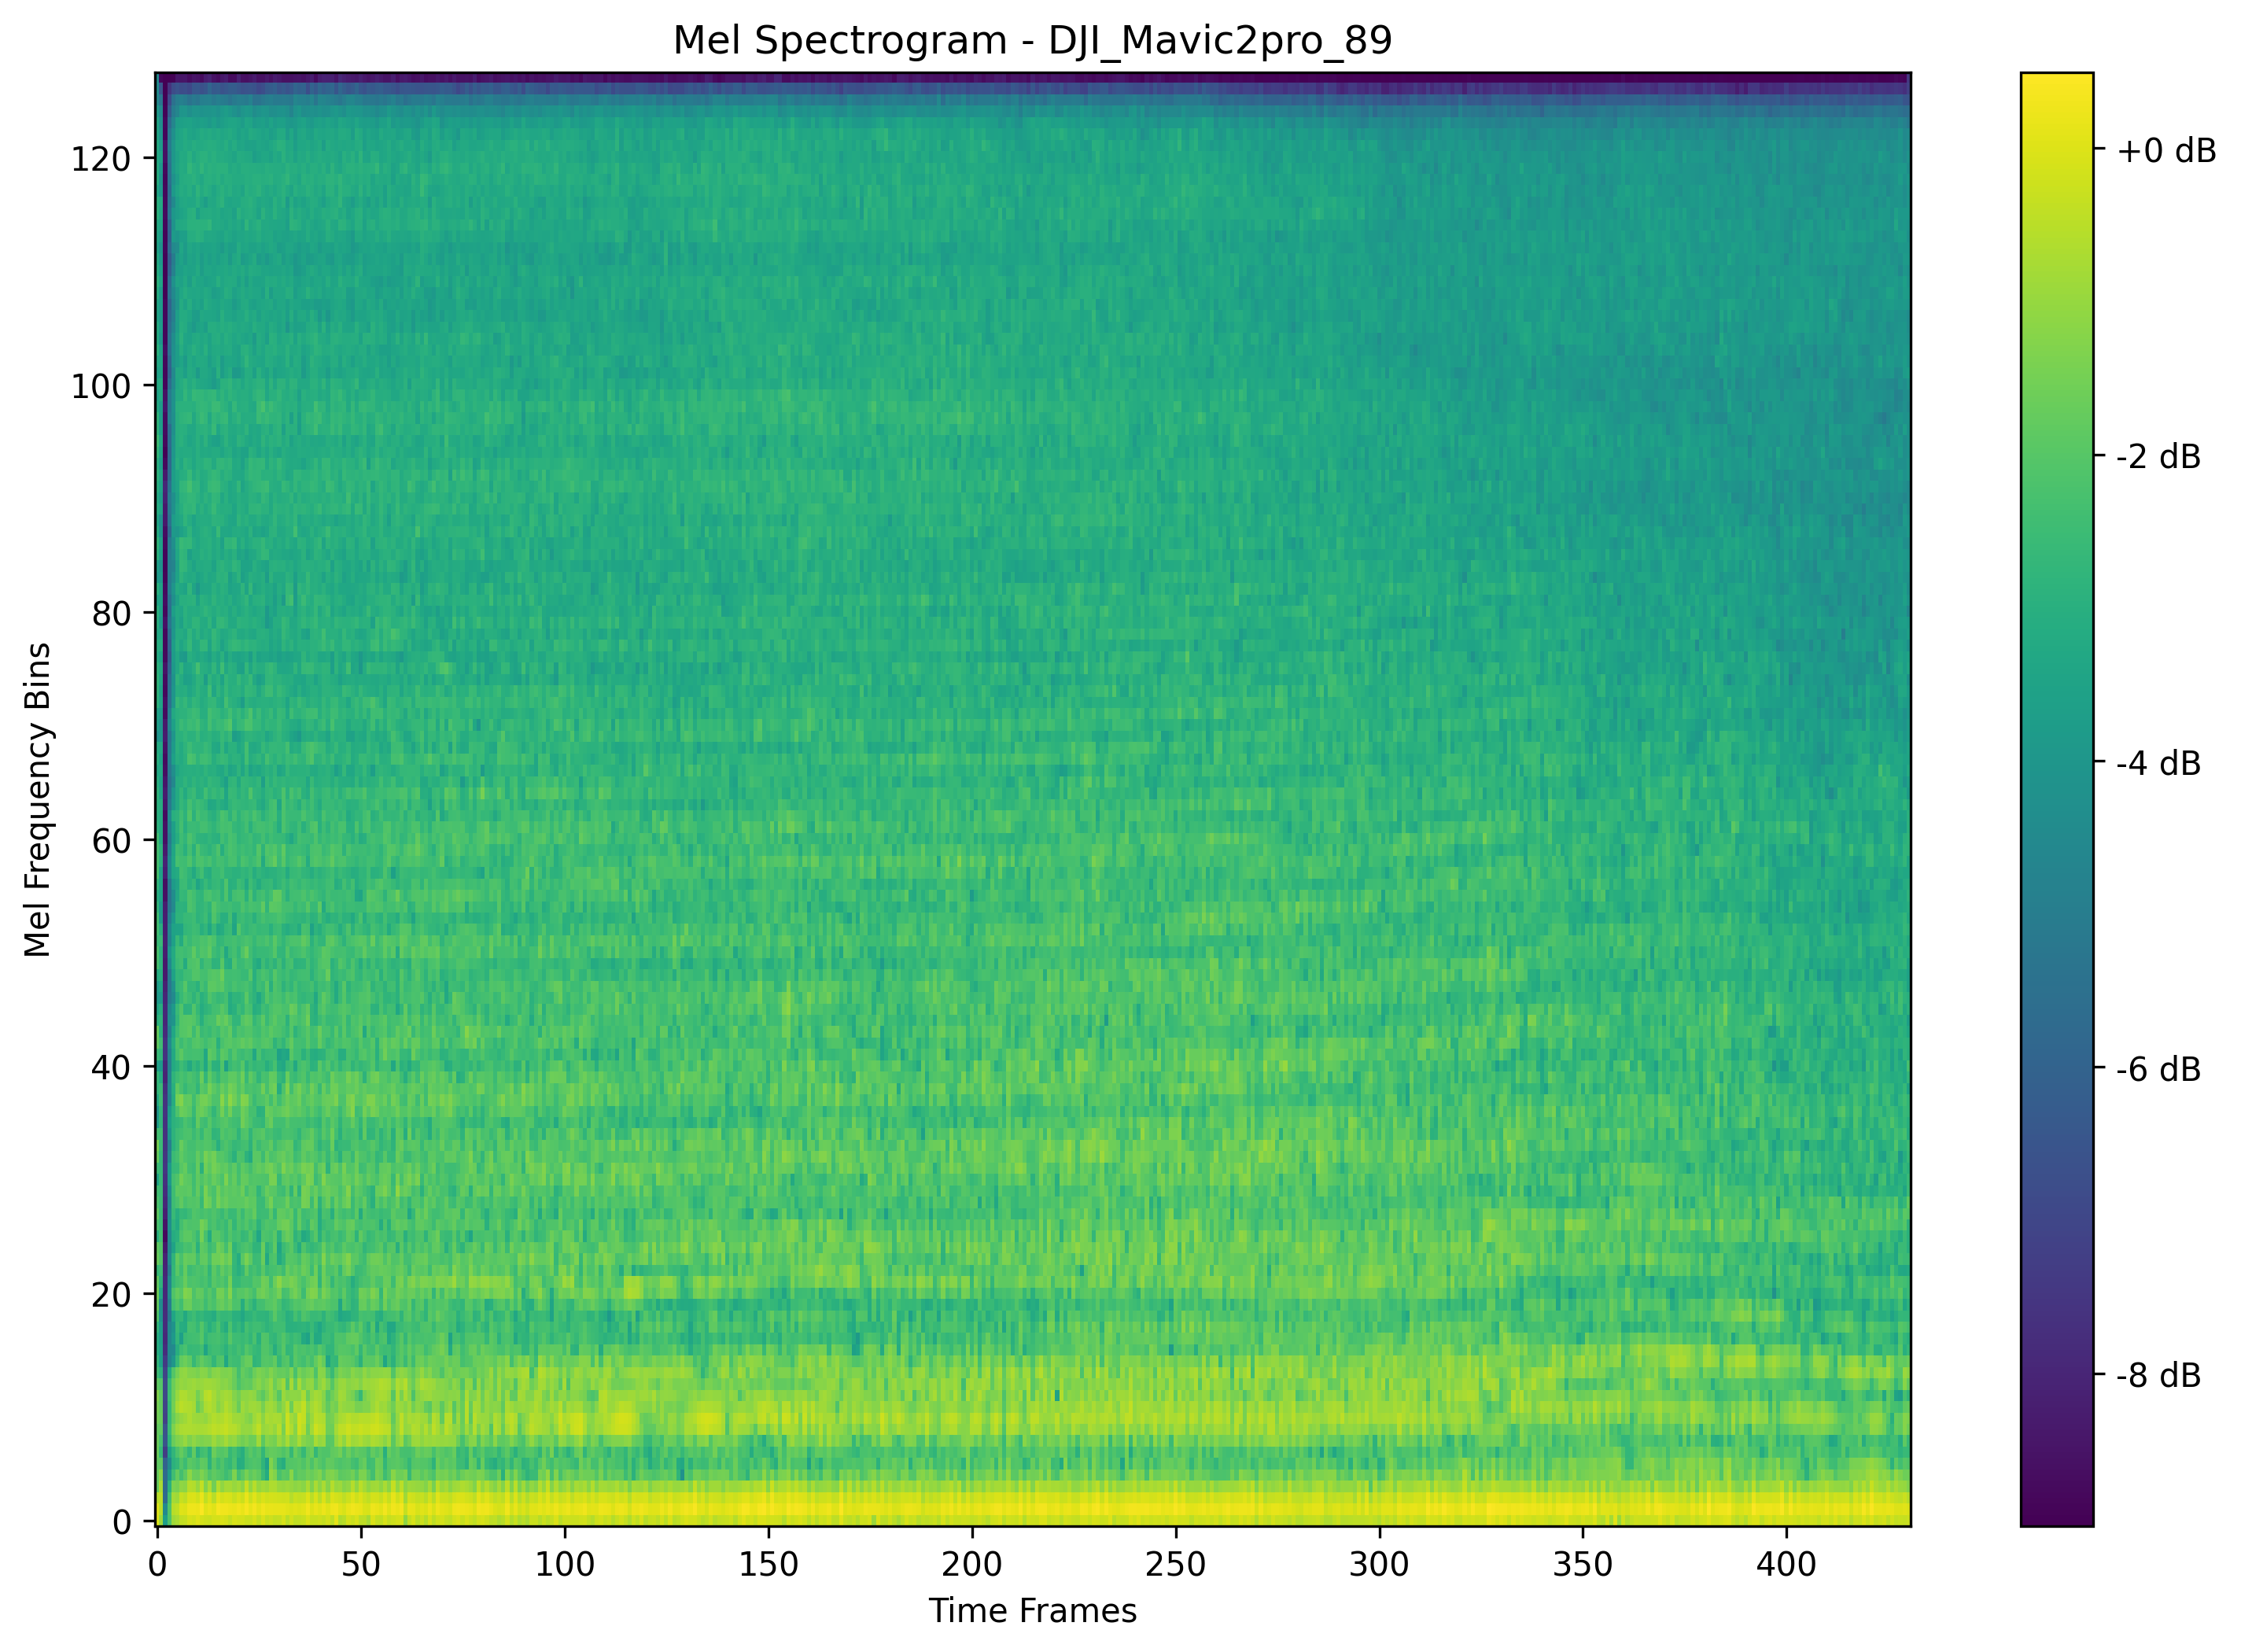 Mel Spectrogram - DJI_Mavic2pro_89
120
100
80
60
40
20
0
Mel Frequency Bins
0 50 100 150 200 250 300 350 400
Time Frames
+0 dB
-2 dB
-4 dB
-6 dB
-8 dB